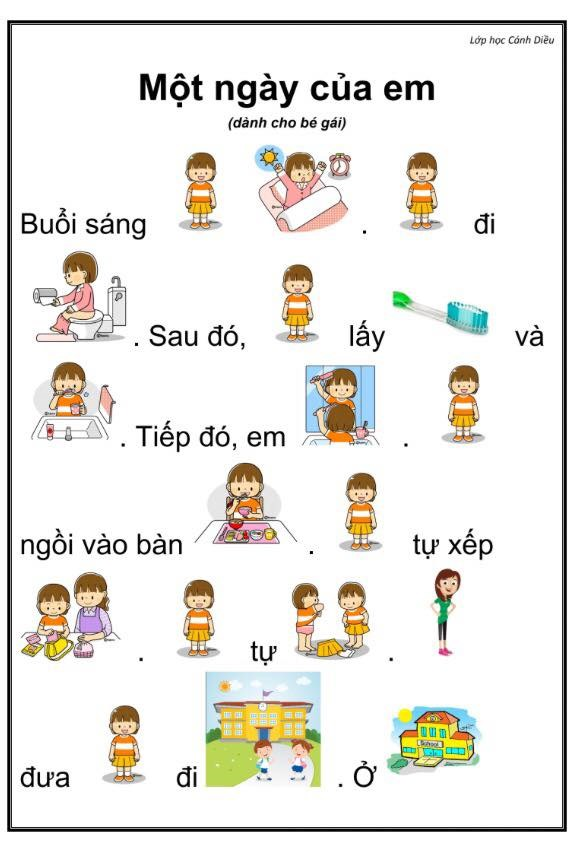 Lớp học Cánh Diều
Một ngày của em
(dành cho bé gái)
Buổi sáng . đi
. Sau đó, lấy và
. Tiếp đó, em .
ngồi vào bàn . tự xếp
. tự .
đưa đi . Ở School